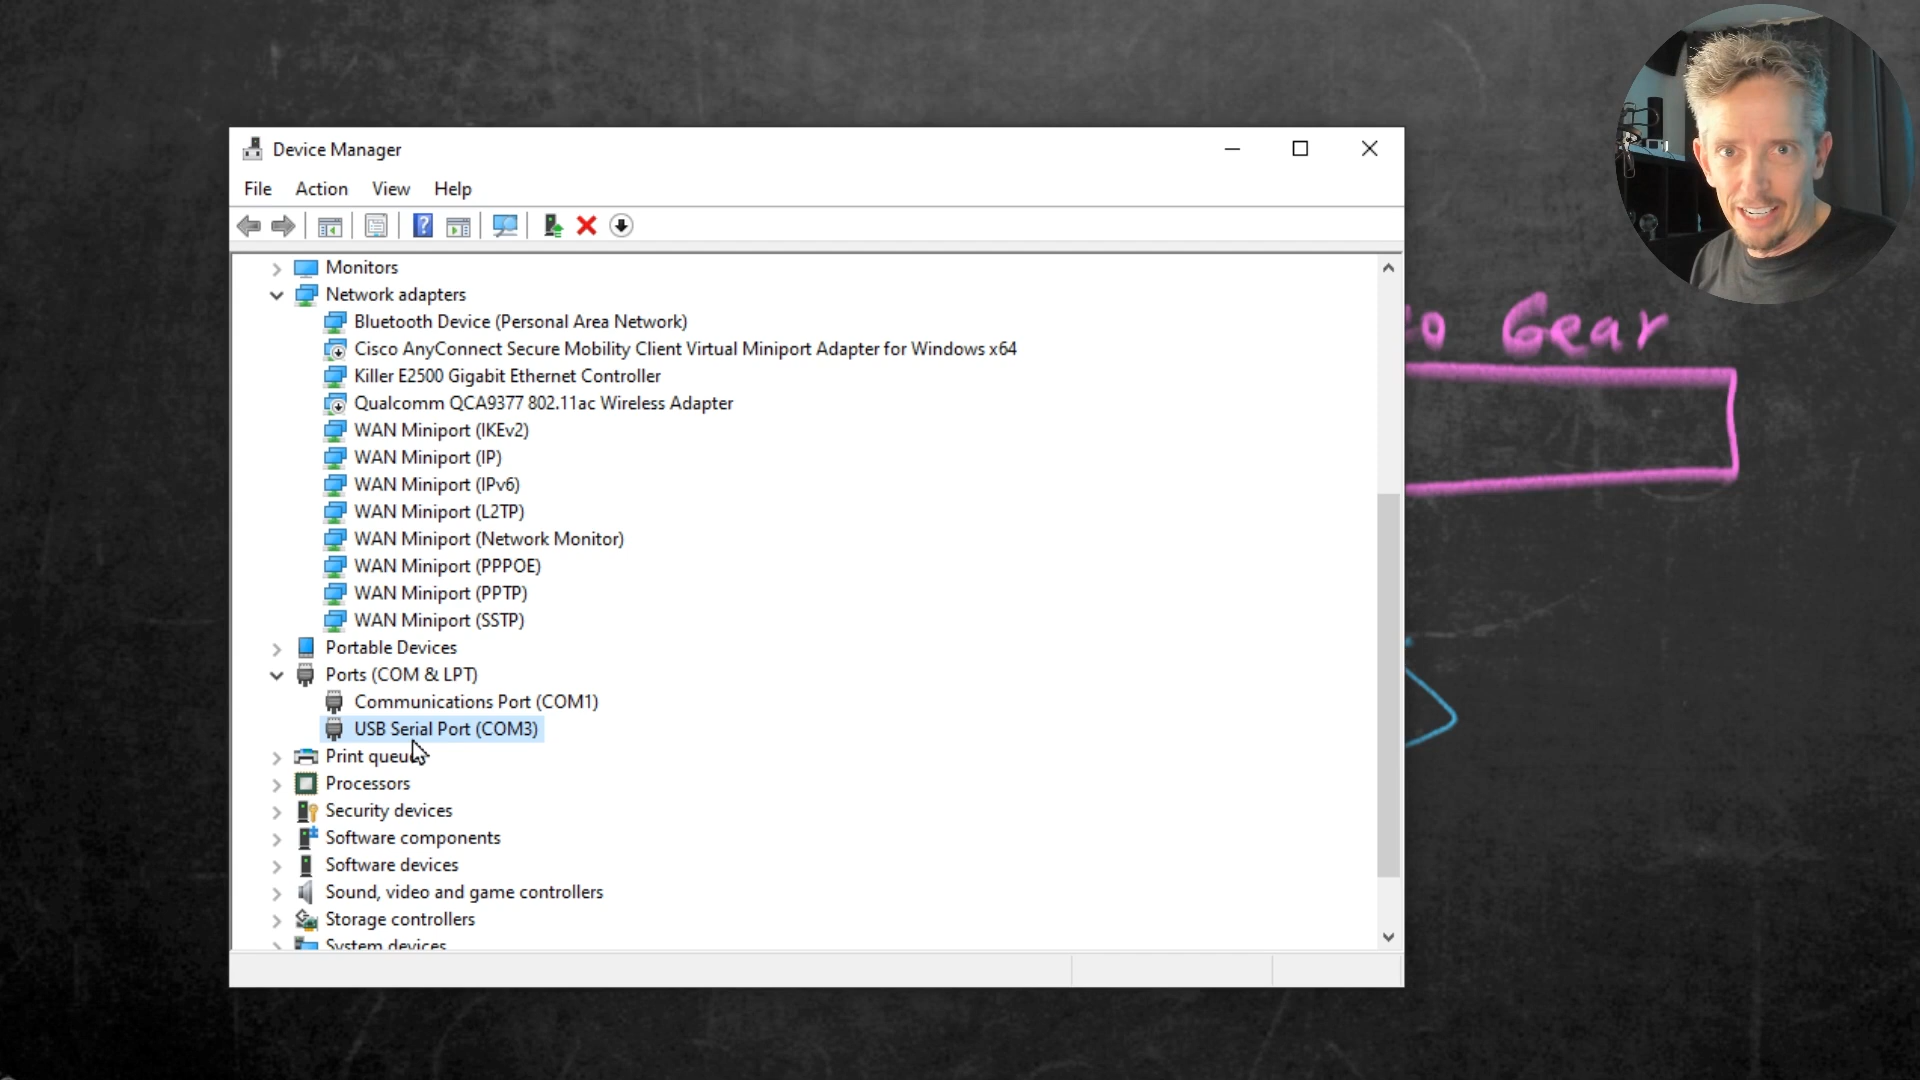 Device Manager
File Action View Help
Monitors
Network adapters
Bluetooth Device (Personal Area Network)
Cisco AnyConnect Secure Mobility Client Virtual Miniport Adapter for Windows x64
Killer E2500 Gigabit Ethernet Controller
Qualcomm QCA9377 802.11ac Wireless Adapter
WAN Miniport (IKEv2)
WAN Miniport (IP)
WAN Miniport (IPv6)
WAN Miniport (L2TP)
WAN Miniport (Network Monitor)
WAN Miniport (PPPOE)
WAN Miniport (PPTP)
WAN Miniport (SSTP)
Portable Devices
Ports (COM & LPT)
Communications Port (COM1)
USB Serial Port (COM3)
Print
Processors
Security devices
Software components
Software devices
Sound, video and game controllers
Storage controllers
System devices
Gear